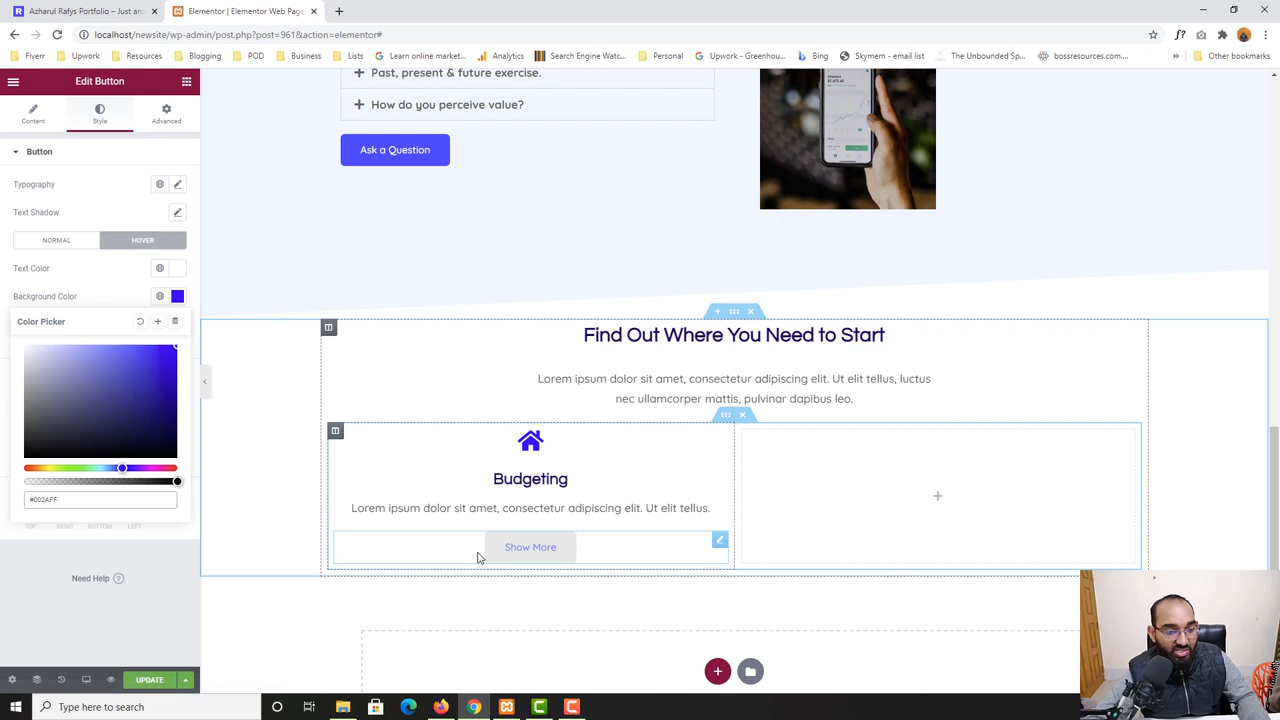 Azharul Rafys Portfolio – Just an
Elementor | Elementor Web Page
localhost/newsite/wp-admin/post.php?post=961&action=elementor#
Fiverr
Upwork
Resources
Blogging
POD
Business
Lists
Learn online market...
Analytics
Search Engine Watc...
Personal
Upwork - Greenhou...
Bing
Skymem - email list
The Unbounded Sp...
bossresources.com...
Other bookmarks
Edit Button
Content
Style
Advanced
Button
Typography
Text Shadow
NORMAL
HOVER
Text Color
Background Color
Color Picker
#002AFF
TOP
RIGHT
BOTTOM
LEFT
Need Help
UPDATE
Past, present & future exercise.
How do you perceive value?
Ask a Question
Find Out Where You Need to Start
Lorem ipsum dolor sit amet, consectetur adipiscing elit. Ut elit tellus, luctus
nec ullamcorper mattis, pulvinar dapibus leo.
Budgeting
Lorem ipsum dolor sit amet, consectetur adipiscing elit. Ut elit tellus.
Show More
Type here to search